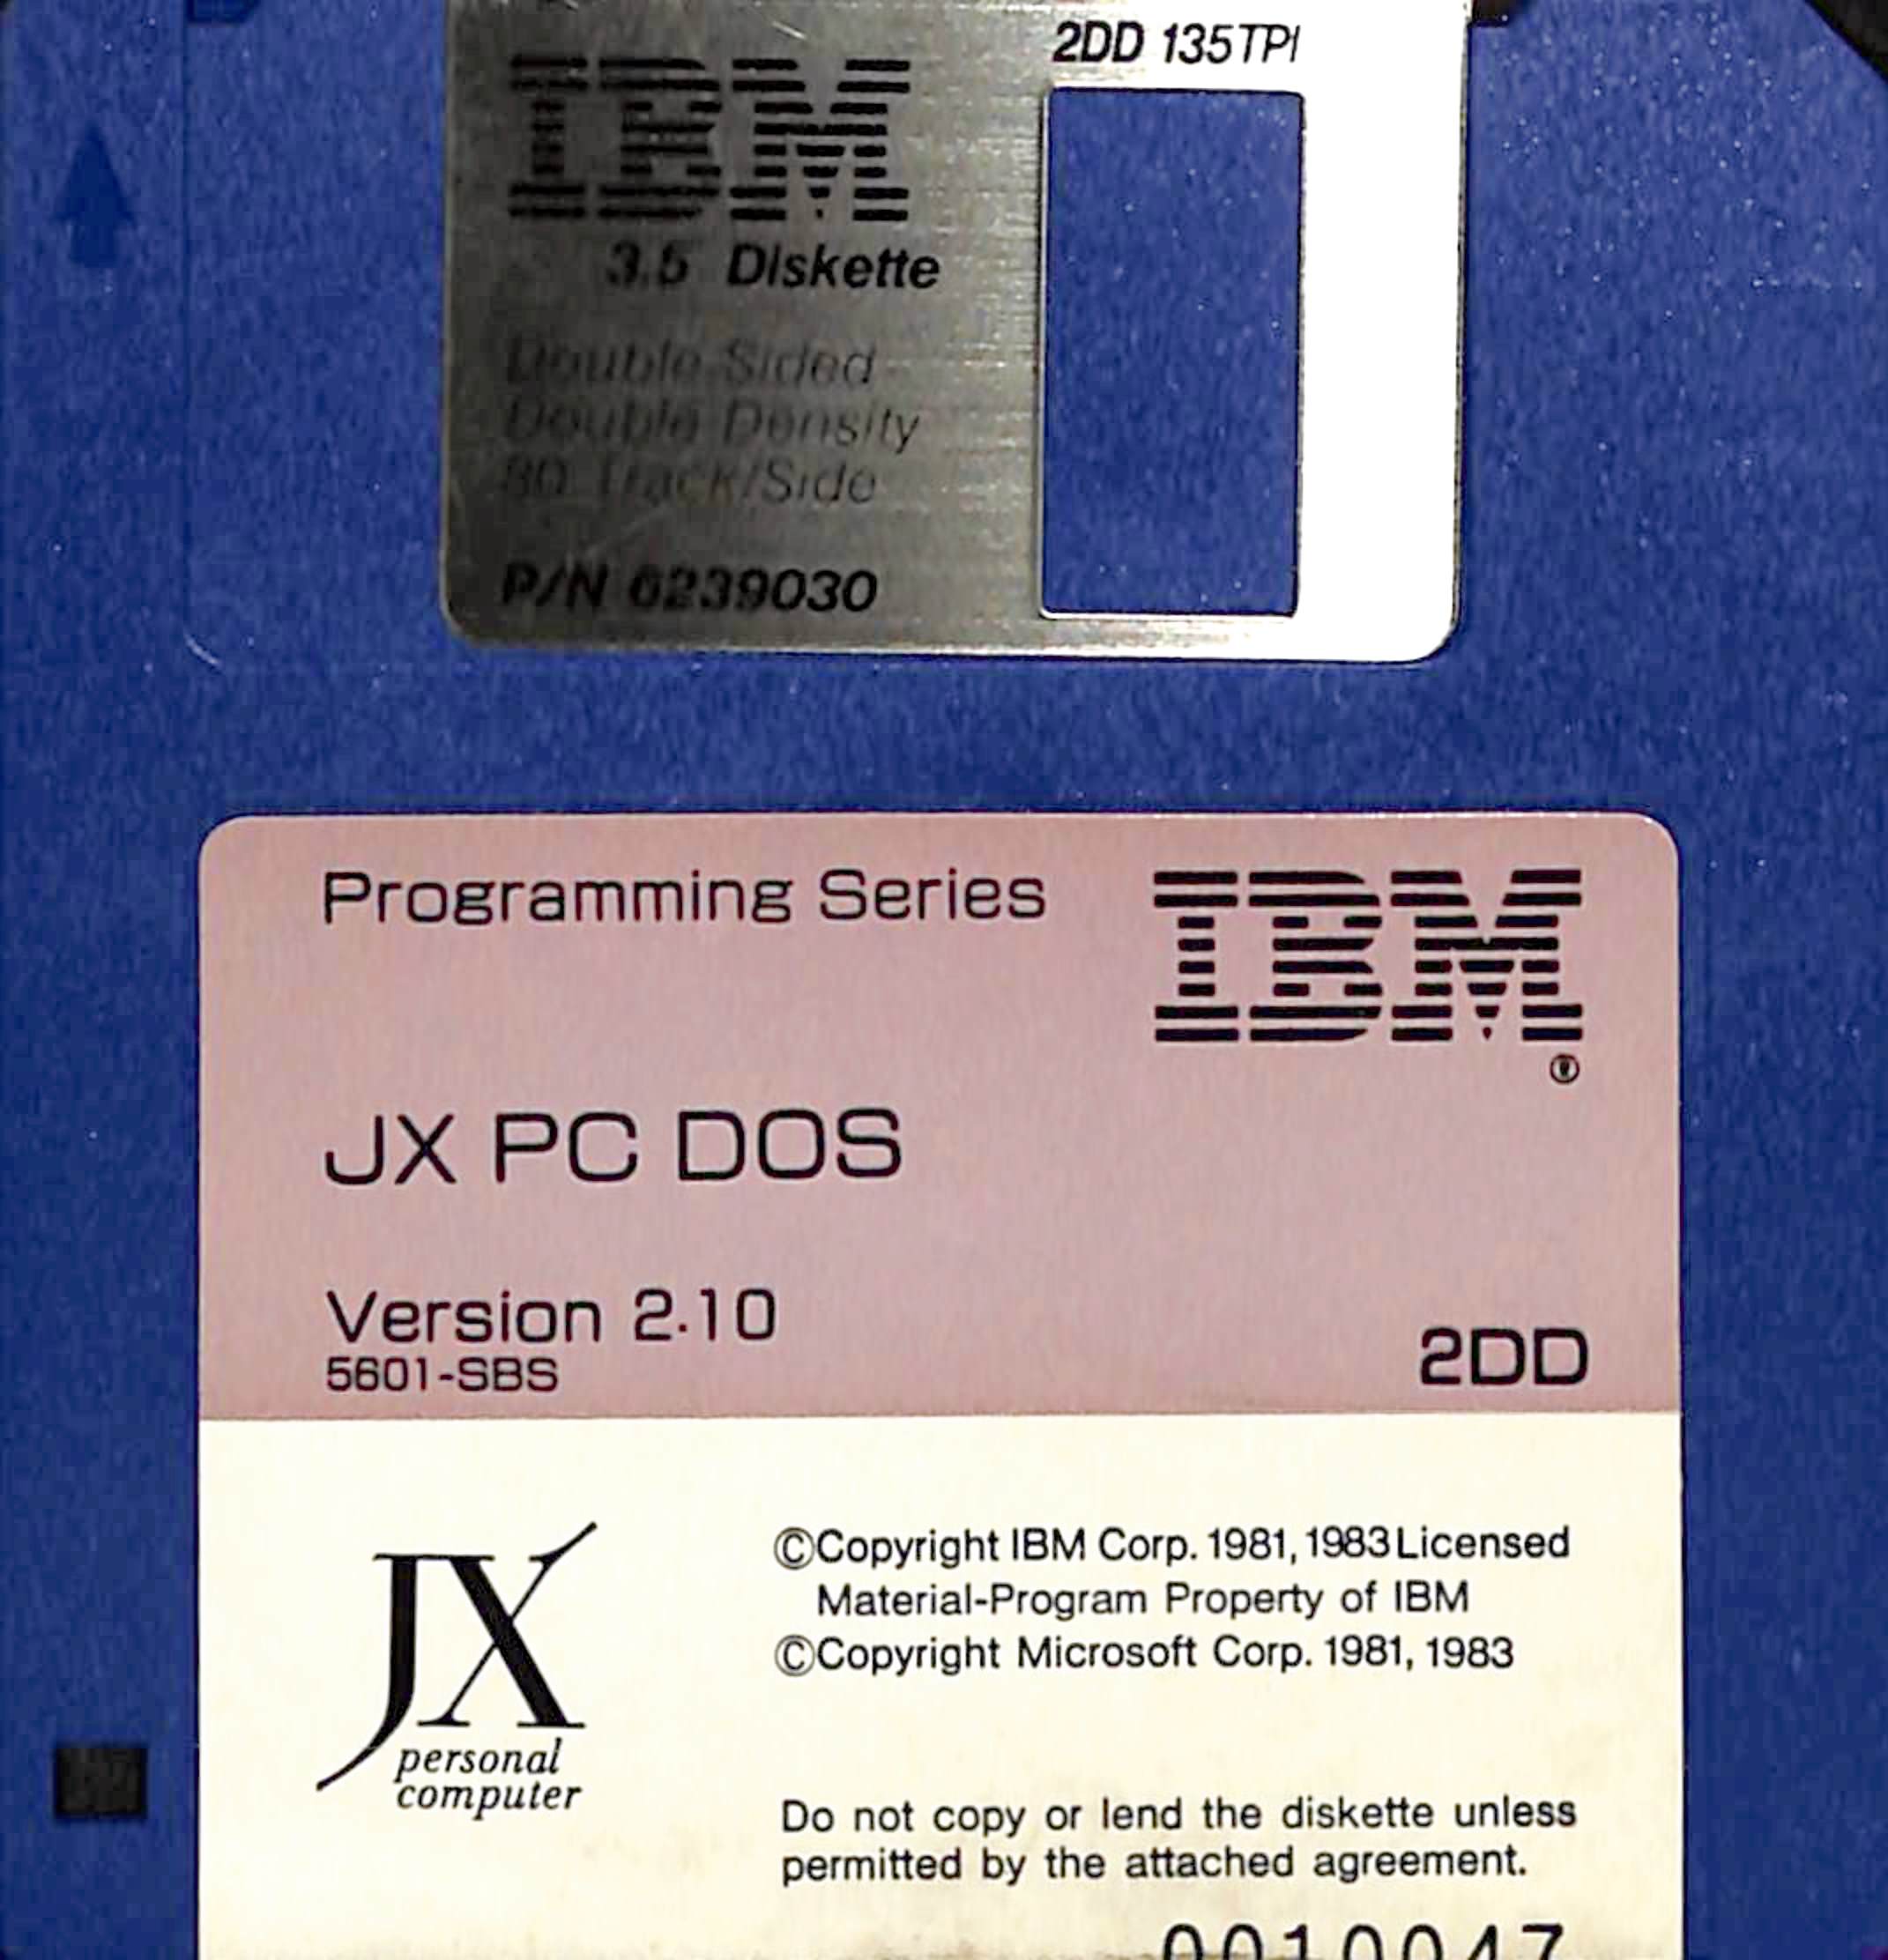 2DD 135TPI
IBM
3.5 Diskette
Double Sided
Double Density
80 Track/Side
P/N 6239030
Programming Series
IBM
®
JX PC DOS
Version 2.10
5601-SBS
2DD
JX
personal
computer
©Copyright IBM Corp. 1981, 1983 Licensed
Material-Program Property of IBM
©Copyright Microsoft Corp. 1981, 1983
Do not copy or lend the diskette unless
permitted by the attached agreement.
0010047